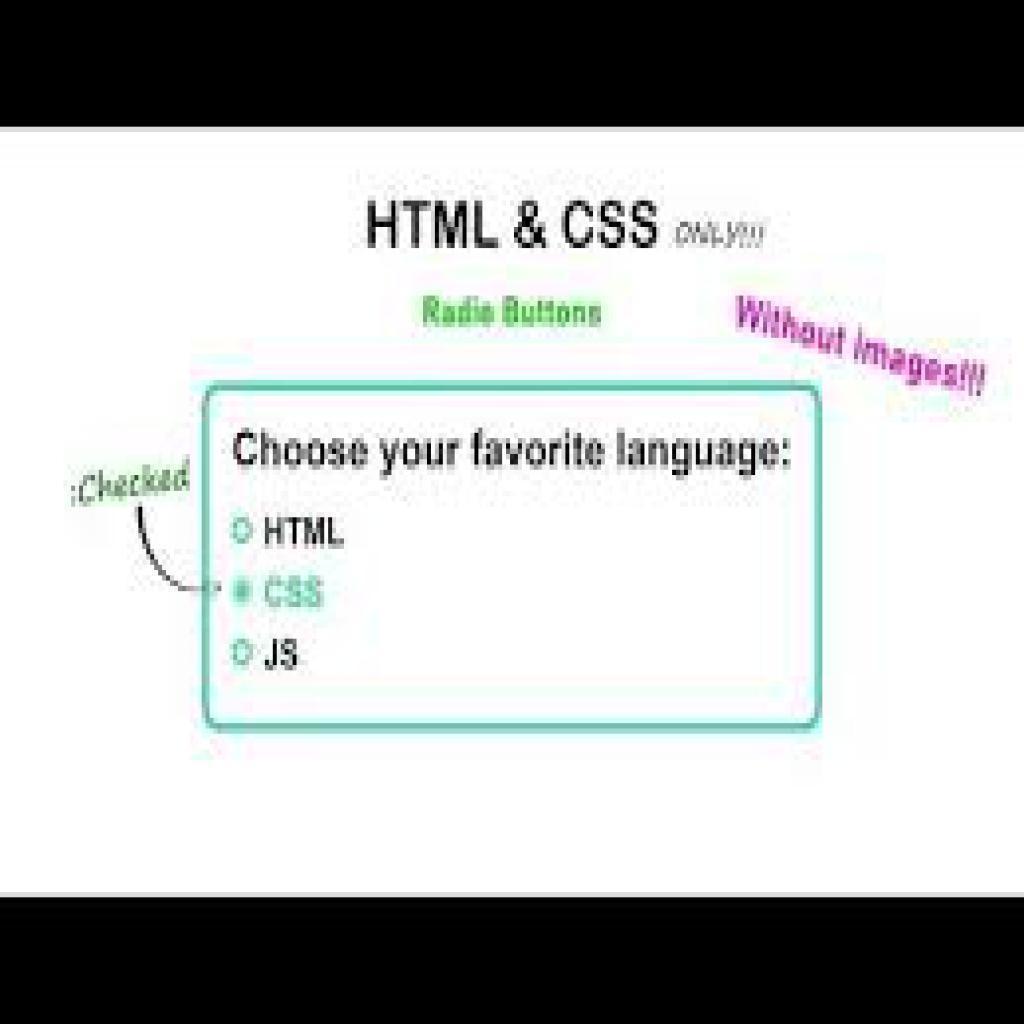 HTML & CSS ONLY!!!
Radio Buttons
Without images!!!
Choose your favorite language:
:Checked
HTML
CSS
JS